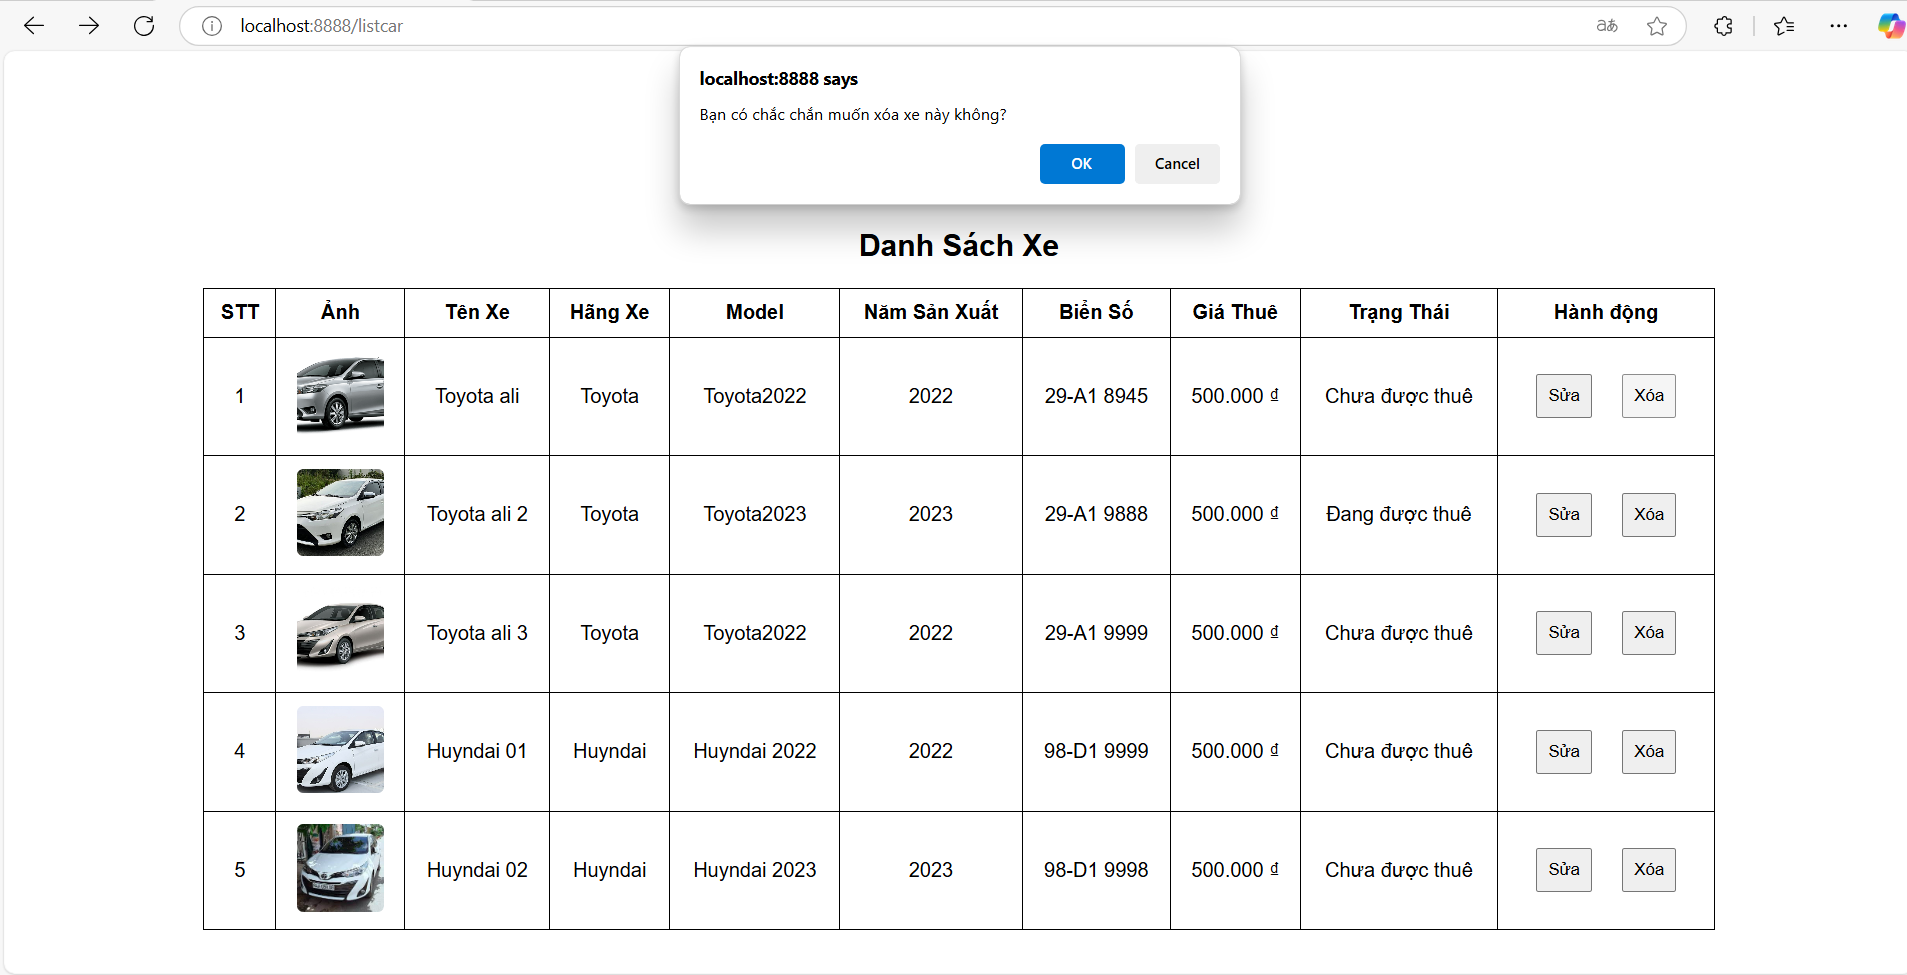 localhost:8888/listcar
localhost:8888 says
Bạn có chắc chắn muốn xóa xe này không?
OK Cancel
Danh Sách Xe
STT Ảnh Tên Xe Hãng Xe Model Năm Sản Xuất Biển Số Giá Thuê Trạng Thái Hành động
1 Toyota ali Toyota Toyota2022 2022 29-A1 8945 500.000 ₫ Chưa được thuê Sửa Xóa
2 Toyota ali 2 Toyota Toyota2023 2023 29-A1 9888 500.000 ₫ Đang được thuê Sửa Xóa
3 Toyota ali 3 Toyota Toyota2022 2022 29-A1 9999 500.000 ₫ Chưa được thuê Sửa Xóa
4 Huyndai 01 Huyndai Huyndai 2022 2022 98-D1 9999 500.000 ₫ Chưa được thuê Sửa Xóa
5 Huyndai 02 Huyndai Huyndai 2023 2023 98-D1 9998 500.000 ₫ Chưa được thuê Sửa Xóa